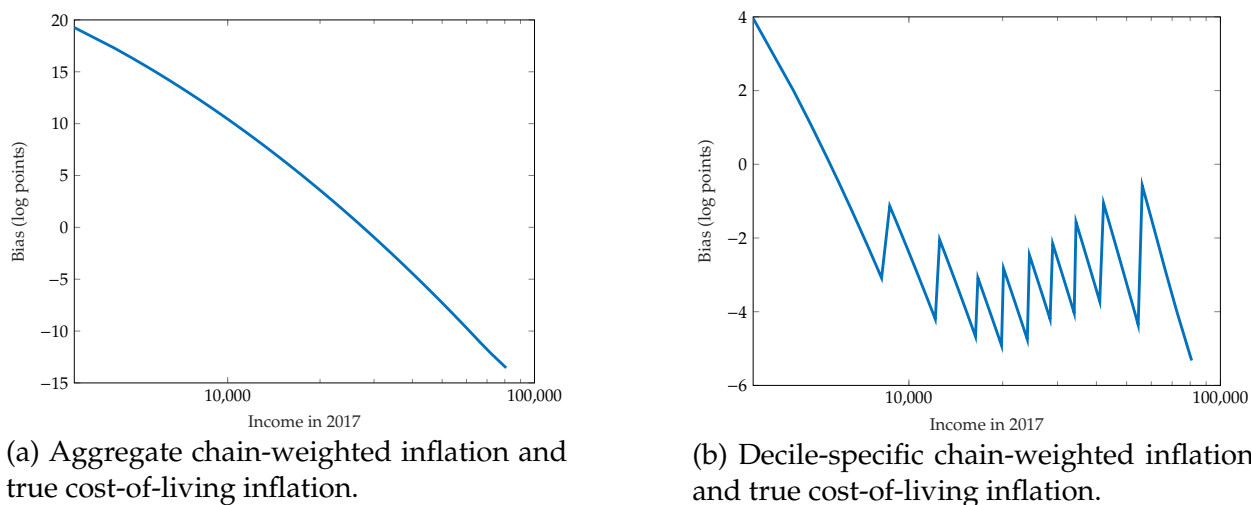 20
15
10
5
0
−5
−10
−15
Bias (log points)
10,000
100,000
Income in 2017
(a) Aggregate chain-weighted inflation and
true cost-of-living inflation.
4
2
0
−2
−4
−6
Bias (log points)
10,000
100,000
Income in 2017
(b) Decile-specific chain-weighted inflation
and true cost-of-living inflation.